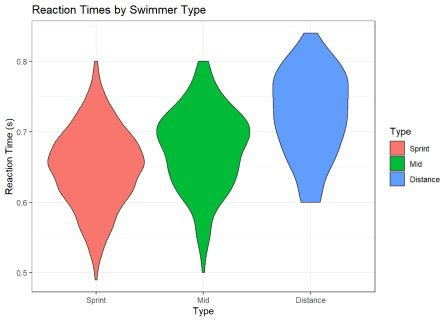 Reaction Times by Swimmer Type
Reaction Time (s)
0.8
0.7
0.6
0.5
Sprint Mid Distance
Type
Type
Sprint
Mid
Distance